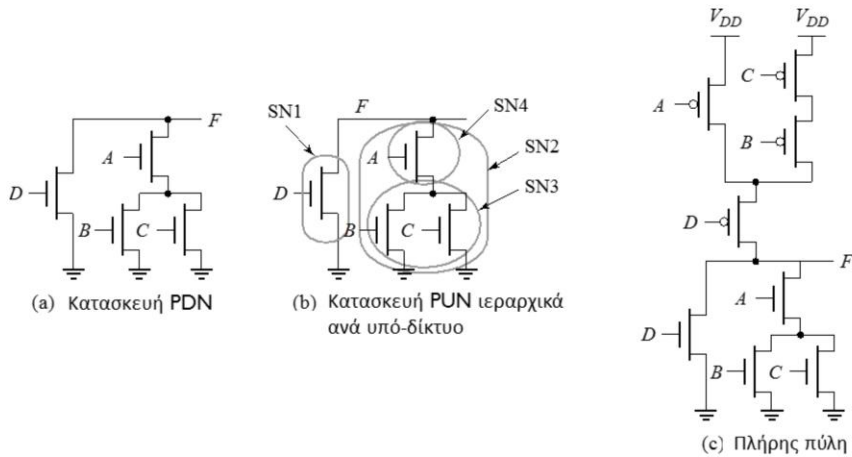 F
A
D
B
C
(a) Κατασκευή PDN
SN1
F
SN4
A
SN2
D
SN3
B
C
(b) Κατασκευή PUN ιεραρχικά
ανά υπό-δίκτυο
V_DD
V_DD
C
A
B
D
F
A
D
B
C
(c) Πλήρης πύλη